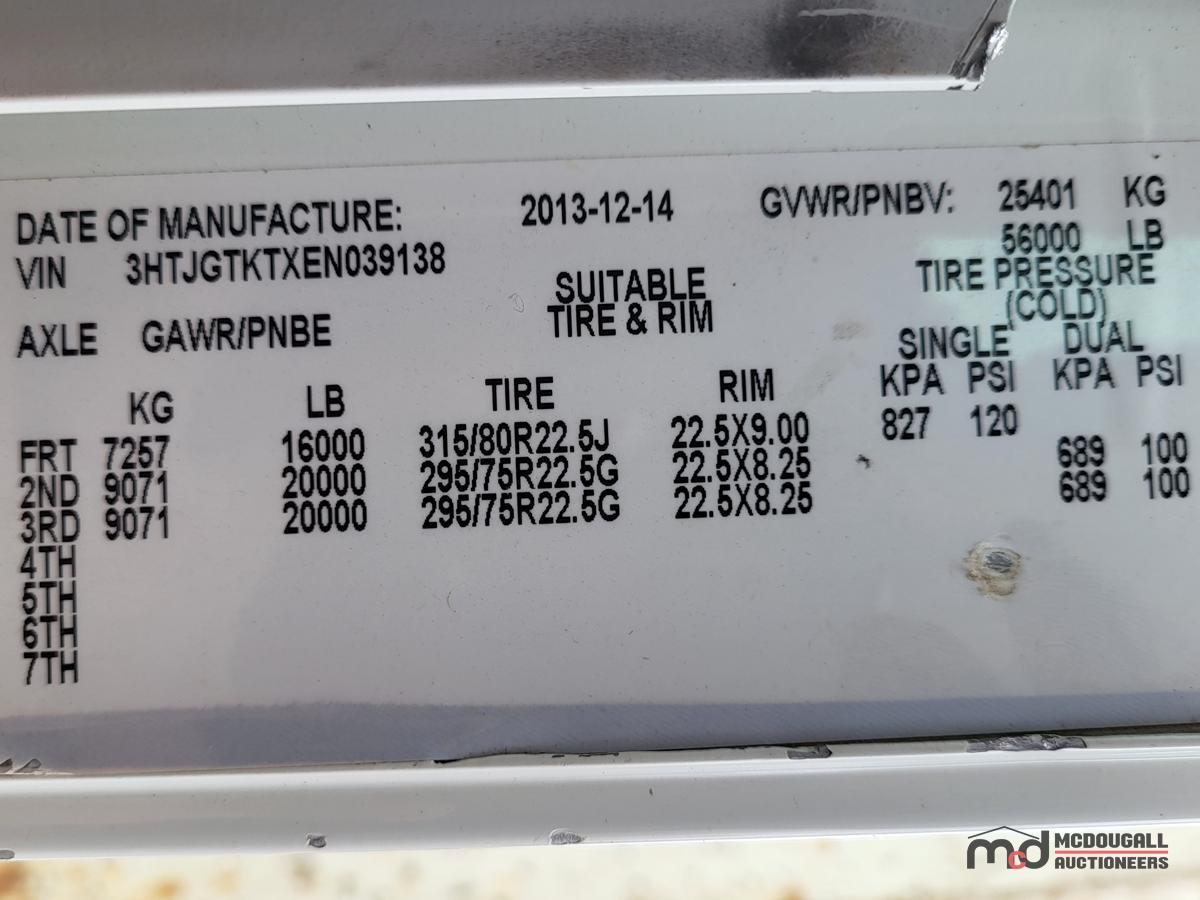 DATE OF MANUFACTURE: 2013-12-14 GVWR/PNBV: 25401 KG
56000 LB
VIN 3HTJGTKTXEN039138
TIRE PRESSURE
(COLD)
SUITABLE
TIRE & RIM
AXLE GAWR/PNBE SINGLE DUAL
KG LB TIRE RIM KPA PSI KPA PSI
FRT 7257 16000 315/80R22.5J 22.5X9.00 827 120
2ND 9071 20000 295/75R22.5G 22.5X8.25 689 100
3RD 9071 20000 295/75R22.5G 22.5X8.25 689 100
4TH
5TH
6TH
7TH
mcd MCDOUGALL
AUCTIONEERS